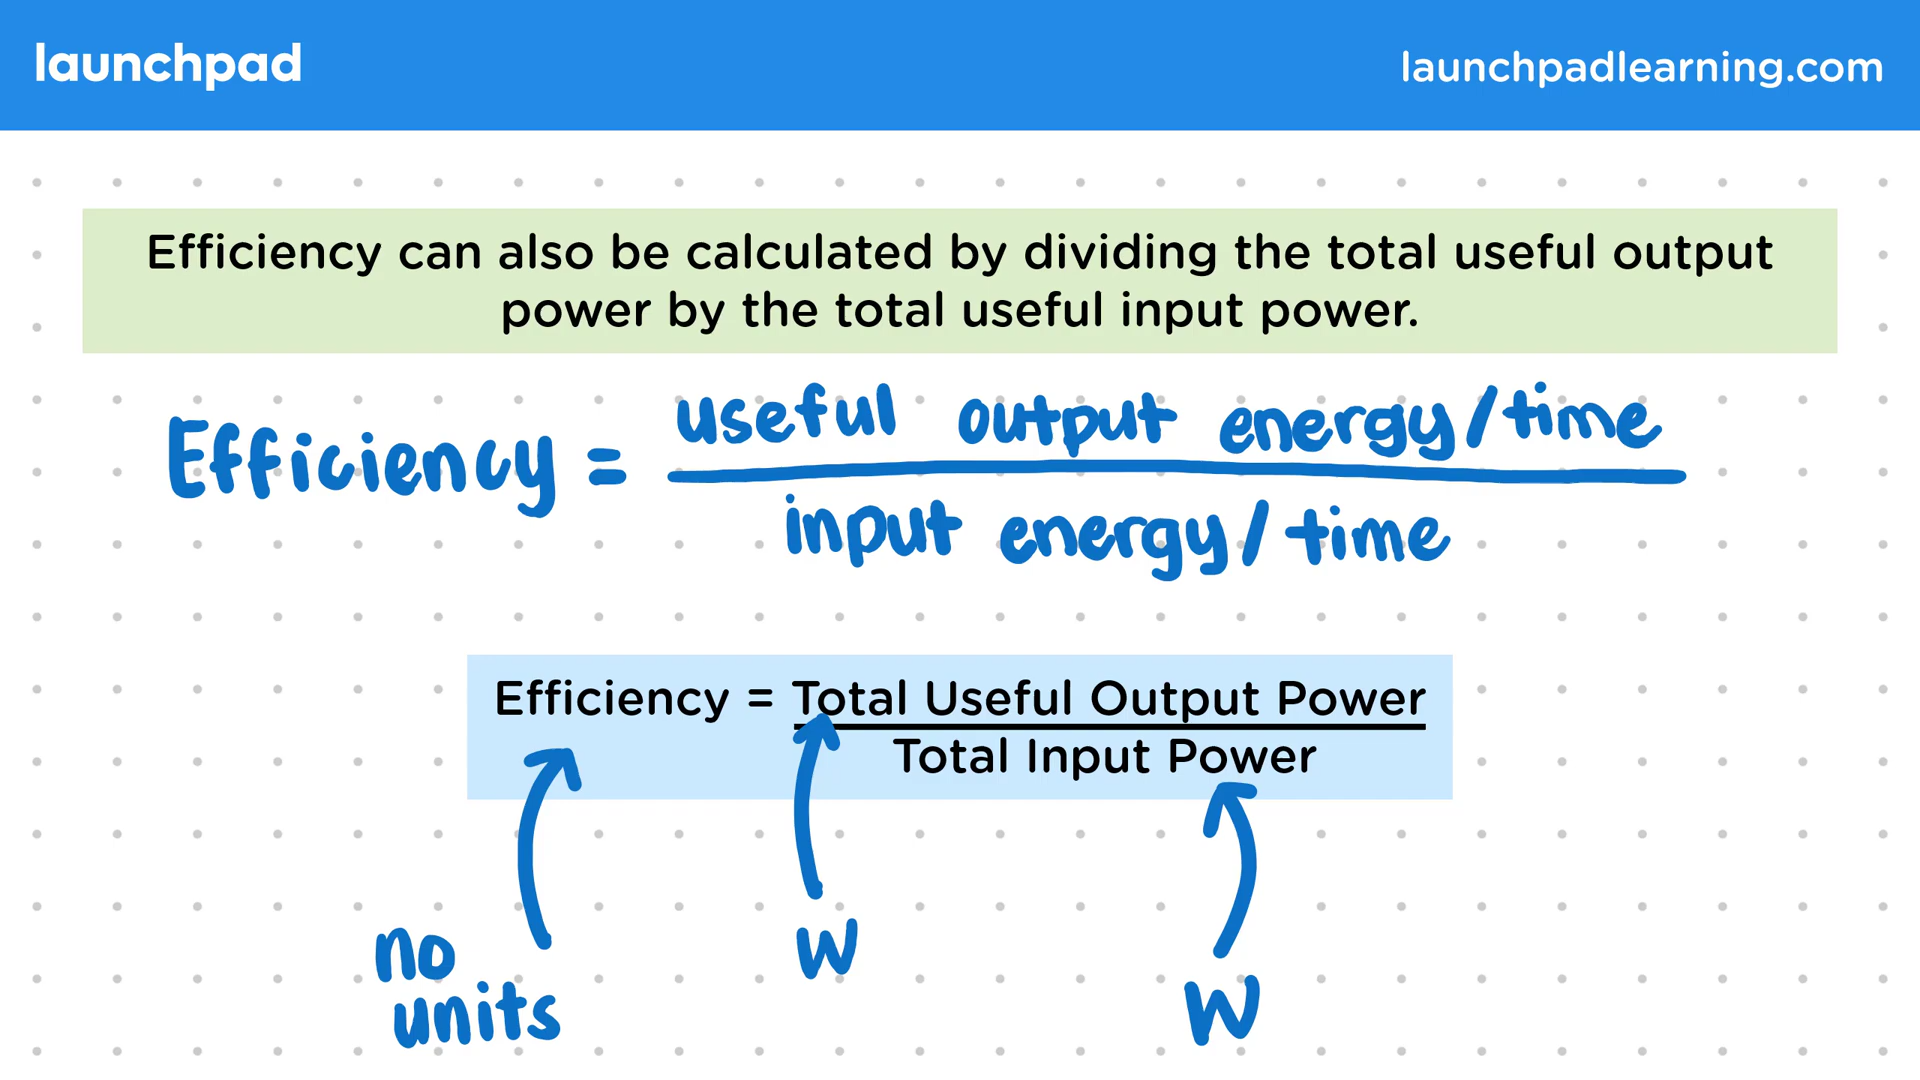 launchpad
launchpadlearning.com
Efficiency can also be calculated by dividing the total useful output
power by the total useful input power.
Efficiency = useful output energy/time
input energy/time
Efficiency = Total Useful Output Power
Total Input Power
no
units
W
W